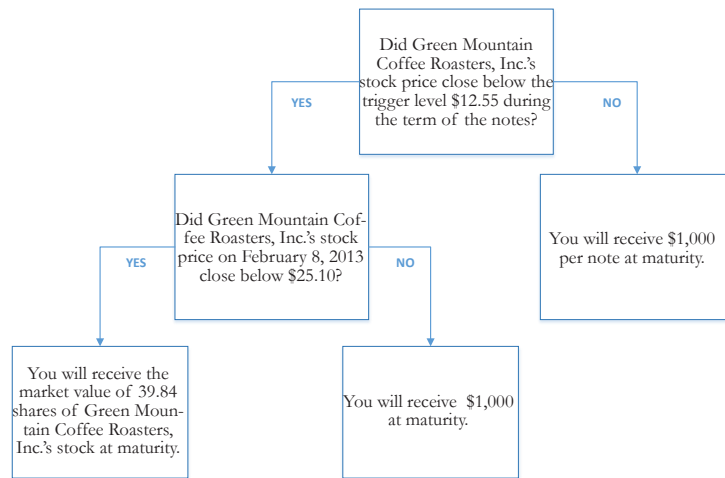 Did Green Mountain
Coffee Roasters, Inc.'s
stock price close below the
trigger level $12.55 during
the term of the notes?
YES
NO
Did Green Mountain Cof-
fee Roasters, Inc.'s stock
price on February 8, 2013
close below $25.10?
You will receive $1,000
per note at maturity.
YES
NO
You will receive the
market value of 39.84
shares of Green Moun-
tain Coffee Roasters,
Inc.'s stock at maturity.
You will receive $1,000
at maturity.